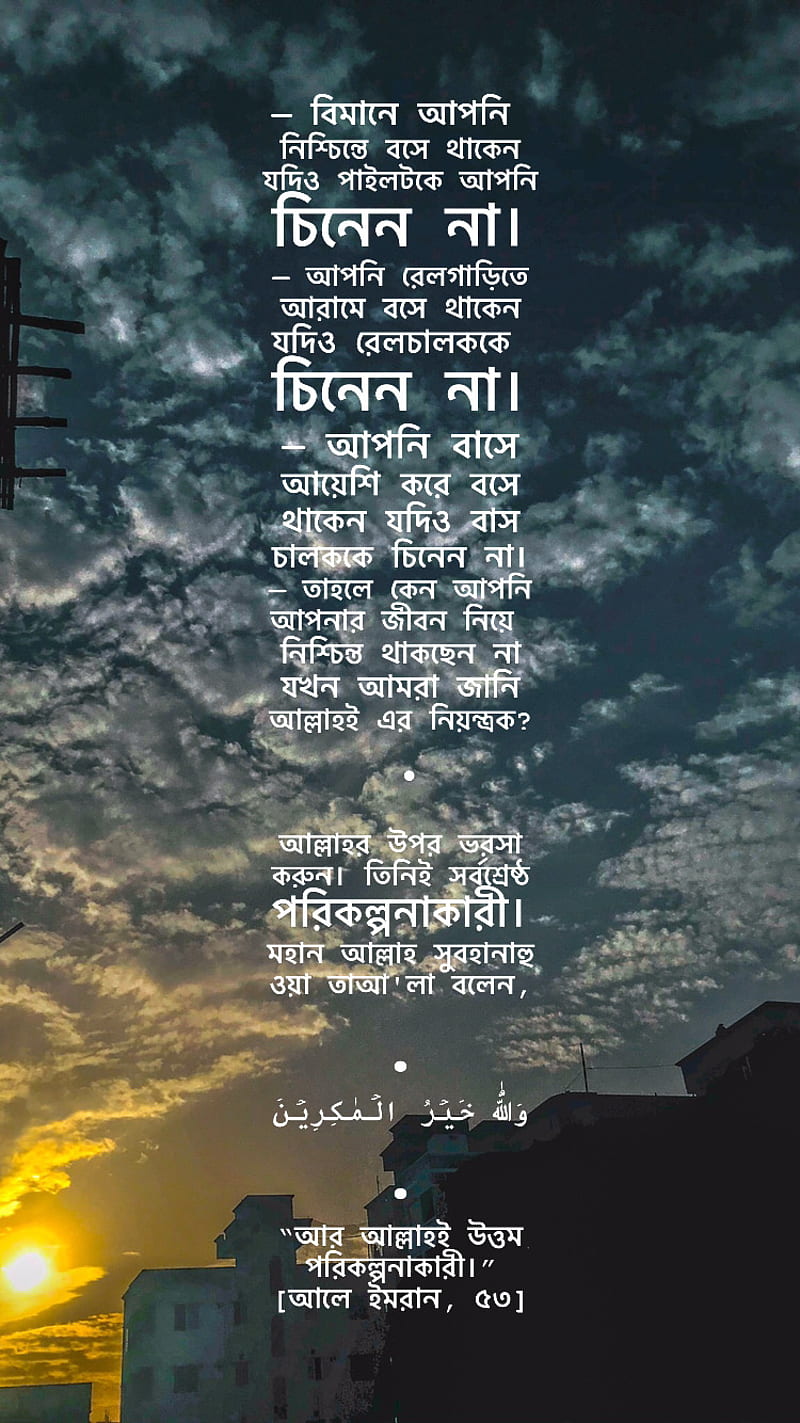 — বিমানে আপনি
নিশ্চিন্তে বসে থাকেন
যদিও পাইলটকে আপনি
চিনেন না।
— আপনি রেলগাড়িতে
আরামে বসে থাকেন
যদিও রেলচালককে
চিনেন না।
— আপনি বাসে
আয়েশি করে বসে
থাকেন যদিও বাস
চালককে চিনেন না।
— তাহলে কেন আপনি
আপনার জীবন নিয়ে
নিশ্চিন্ত থাকছেন না
যখন আমরা জানি
আল্লাহই এর নিয়ন্ত্রক?
•
আল্লাহর উপর ভরসা
করুন। তিনিই সর্বশ্রেষ্ঠ
পরিকল্পনাকারী।
মহান আল্লাহ সুবহানাহু
ওয়া তাআ'লা বলেন,
•
وَاللّٰهُ خَيْـرُ الْمٰكِرِيْنَ
•
“আর আল্লাহই উত্তম
পরিকল্পনাকারী।”
[আলে ইমরান, ৫৩]